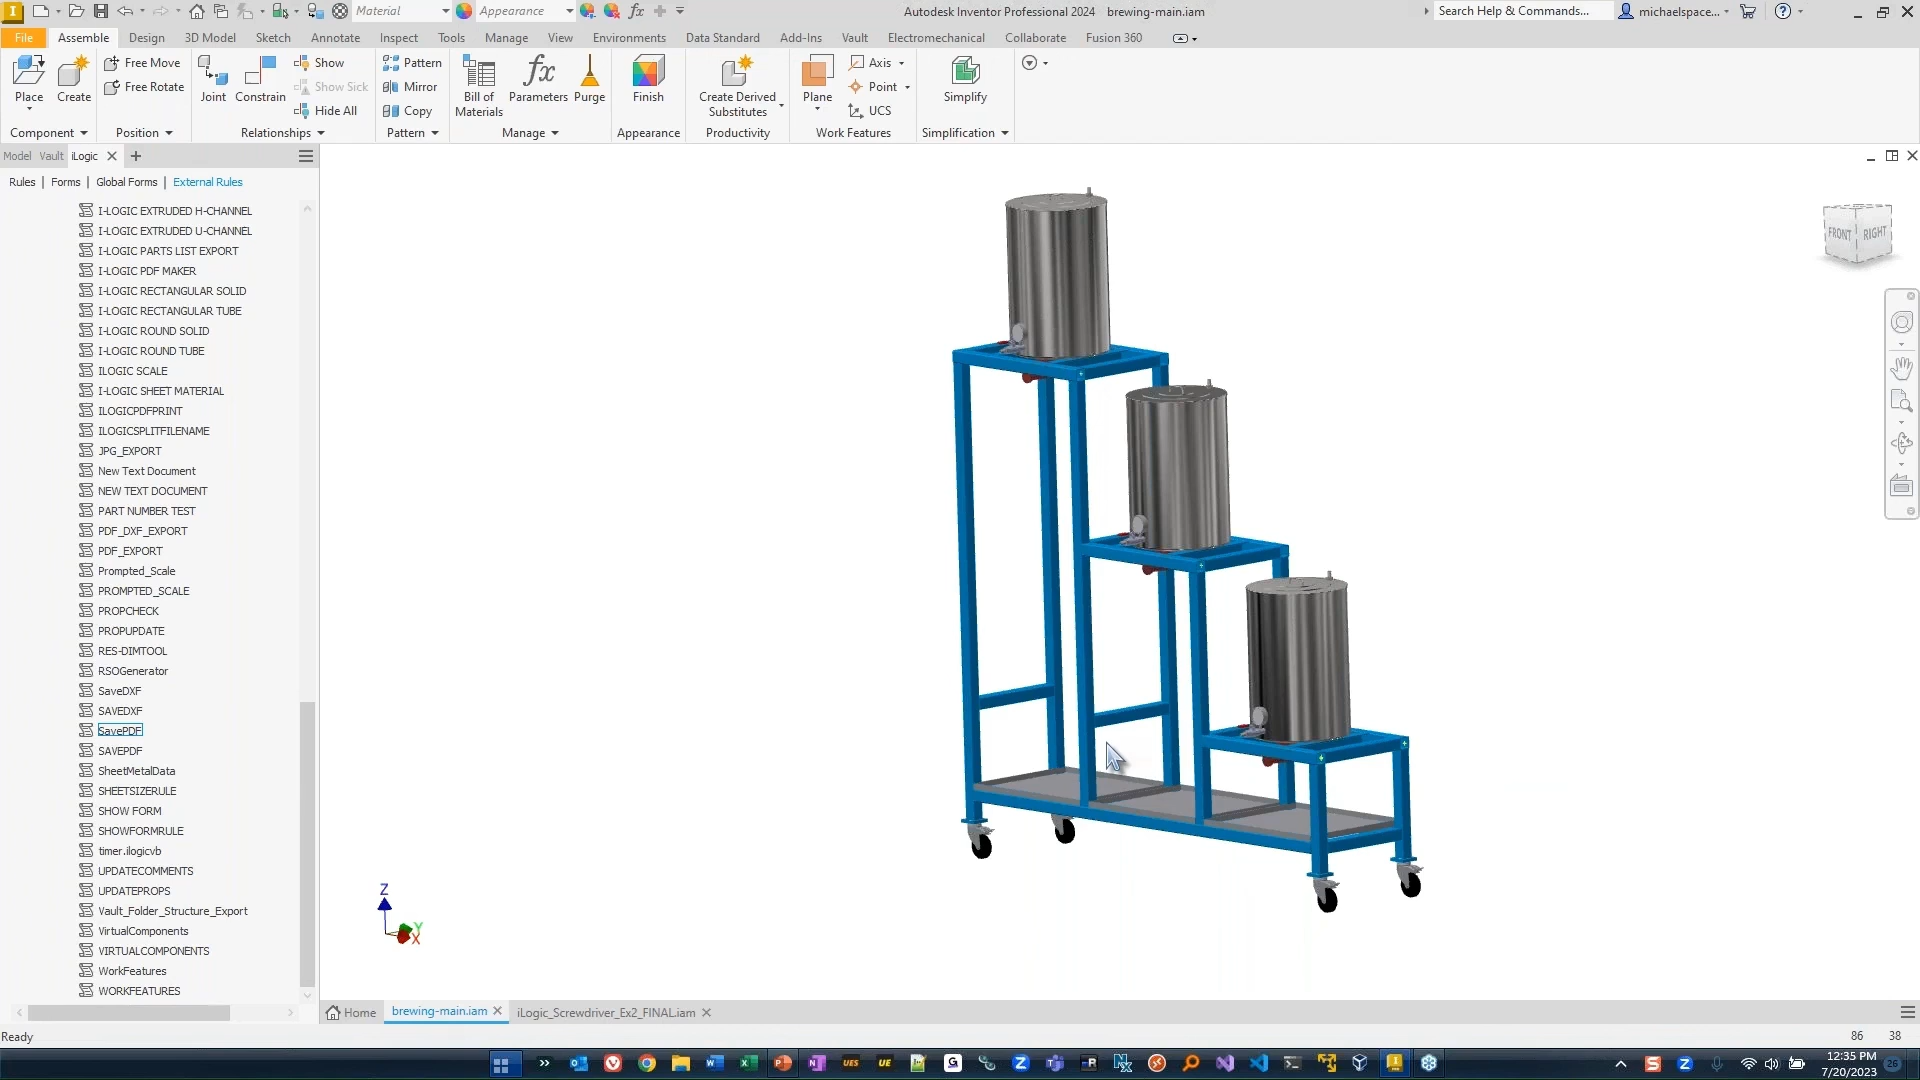 Material
Appearance
Autodesk Inventor Professional 2024 brewing-main.iam
Search Help & Commands...
michaelspace...
File
Assemble
Design
3D Model
Sketch
Annotate
Inspect
Tools
Manage
View
Environments
Data Standard
Add-Ins
Vault
Electromechanical
Collaborate
Fusion 360
Place
Create
Free Move
Free Rotate
Joint
Constrain
Show
Show Sick
Hide All
Pattern
Mirror
Copy
Bill of
Materials
fx
Parameters
Purge
Finish
Create Derived
Substitutes
Plane
Axis
Point
UCS
Simplify
Component
Position
Relationships
Pattern
Manage
Appearance
Productivity
Work Features
Simplification
Model
Vault
iLogic
Rules | Forms | Global Forms | External Rules
I-LOGIC EXTRUDED H-CHANNEL
I-LOGIC EXTRUDED U-CHANNEL
I-LOGIC PARTS LIST EXPORT
I-LOGIC PDF MAKER
I-LOGIC RECTANGULAR SOLID
I-LOGIC RECTANGULAR TUBE
I-LOGIC ROUND SOLID
I-LOGIC ROUND TUBE
ILOGIC SCALE
I-LOGIC SHEET MATERIAL
ILOGICPDFPRINT
ILOGICSPLITFILENAME
JPG_EXPORT
New Text Document
NEW TEXT DOCUMENT
PART NUMBER TEST
PDF_DXF_EXPORT
PDF_EXPORT
Prompted_Scale
PROMPTED_SCALE
PROPCHECK
PROPUPDATE
RES-DIMTOOL
RSOGenerator
SaveDXF
SAVEDXF
SavePDF
SAVEPDF
SheetMetalData
SHEETSIZERULE
SHOW FORM
SHOWFORMRULE
timer.ilogicvb
UPDATECOMMENTS
UPDATEPROPS
Vault_Folder_Structure_Export
VirtualComponents
VIRTUALCOMPONENTS
WorkFeatures
WORKFEATURES
FRONT
RIGHT
Z
Y
X
Home
brewing-main.iam
iLogic_Screwdriver_Ex2_FINAL.iam
Ready
86
38
12:35 PM
7/20/2023